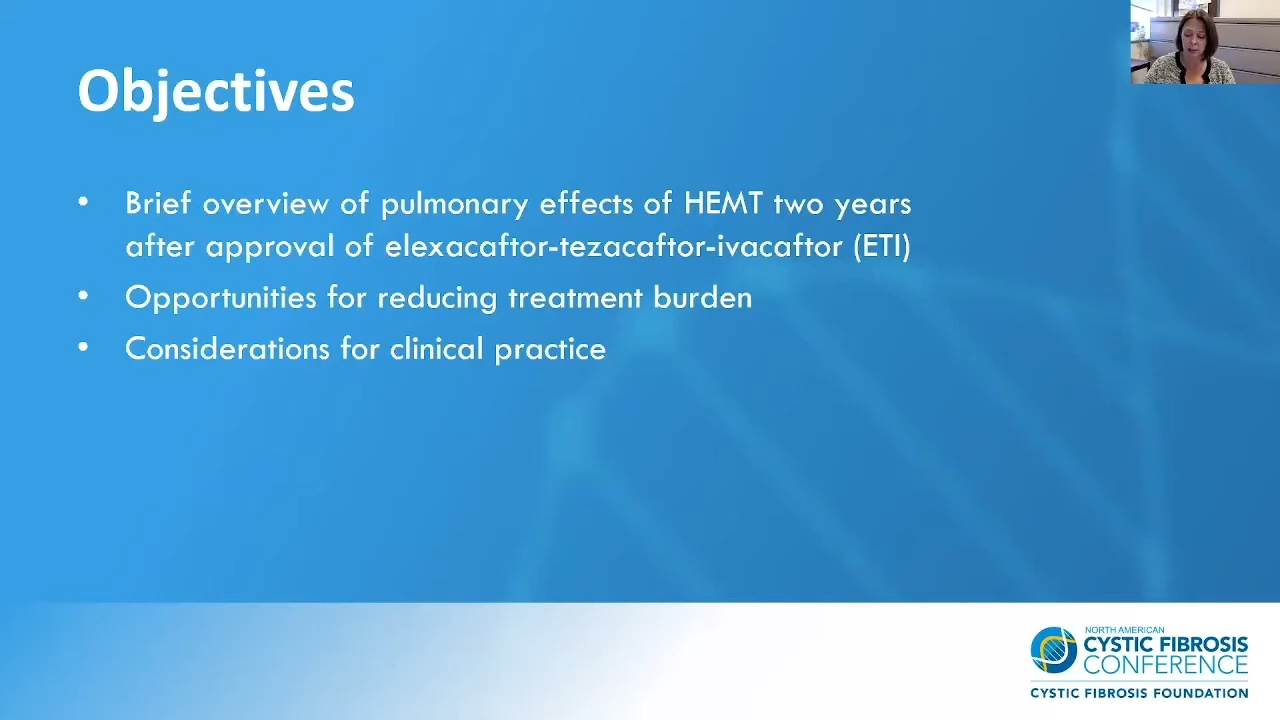 Objectives
• Brief overview of pulmonary effects of HEMT two years
after approval of elexacaftor-tezacaftor-ivacaftor (ETI)
• Opportunities for reducing treatment burden
• Considerations for clinical practice
NORTH AMERICAN
CYSTIC FIBROSIS
CONFERENCE
CYSTIC FIBROSIS FOUNDATION